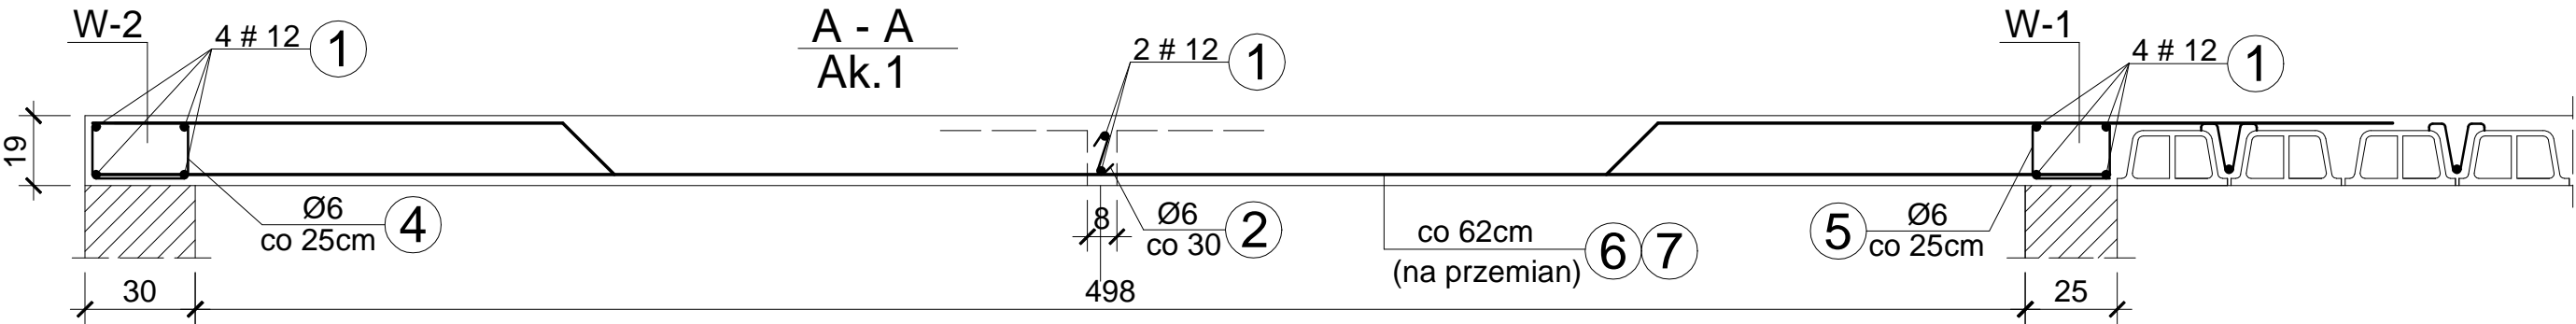 W-2
4 # 12 1
A - A
Ak.1
2 # 12 1
W-1
4 # 12 1
19
Ø6
co 25cm 4
8
Ø6
co 30 2
co 62cm
(na przemian) 6 7
5 Ø6
co 25cm
30
498
25